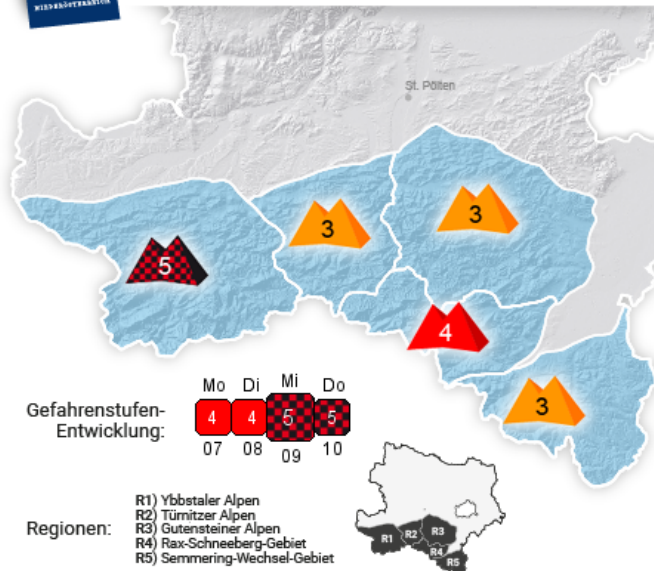 NIEDERÖSTERREICH
St. Pölten
3
3
5
4
3
Mo Di Mi Do
Gefahrenstufen-
Entwicklung:
4 4 5 5
07 08 09 10
Regionen:
R1) Ybbstaler Alpen
R2) Türnitzer Alpen
R3) Gutensteiner Alpen
R4) Rax-Schneeberg-Gebiet
R5) Semmering-Wechsel-Gebiet
R1 R2 R3
R4
R5